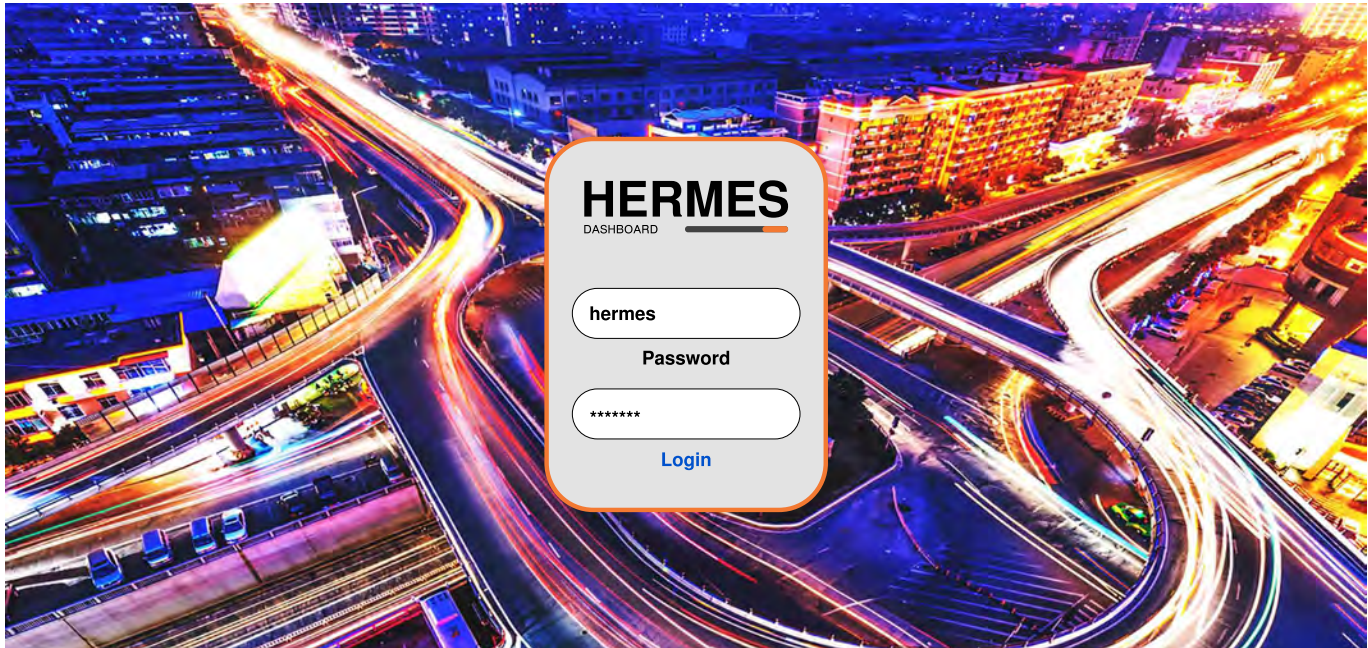 HERMES
DASHBOARD
hermes
Password
*******
Login